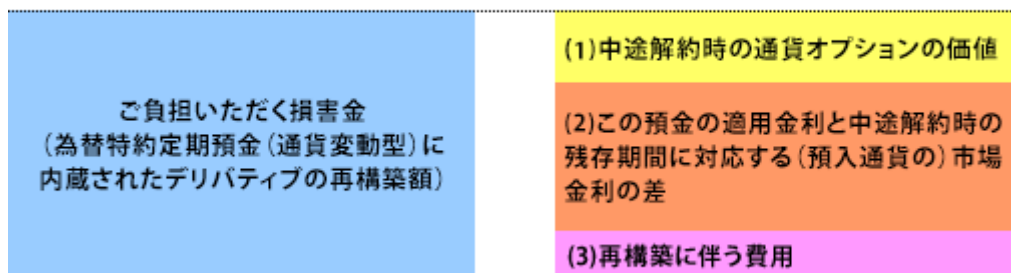 ご負担いただく損害金
(為替特約定期預金(通貨変動型)に
内蔵されたデリバティブの再構築額)
(1)中途解約時の通貨オプションの価値
(2)この預金の適用金利と中途解約時の
残存期間に対応する(預入通貨の)市場
金利の差
(3)再構築に伴う費用